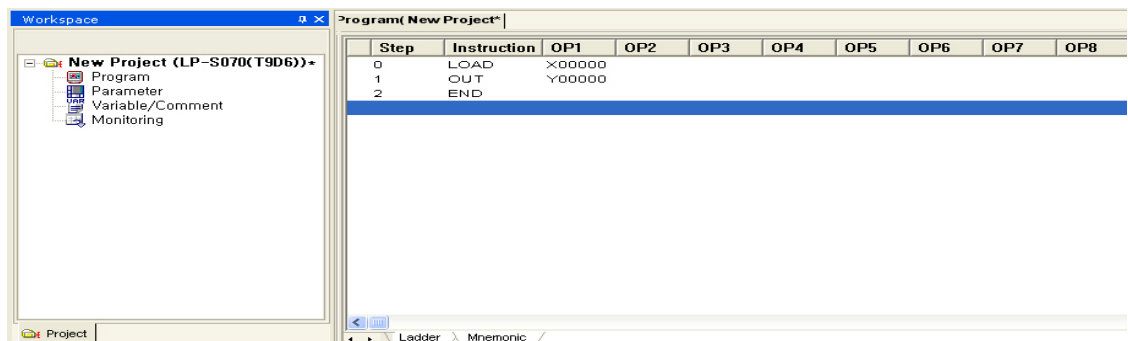 Workspace
New Project (LP-S070(T9D6))*
Program
Parameter
Variable/Comment
Monitoring
Project
Program( New Project*
Step Instruction OP1 OP2 OP3 OP4 OP5 OP6 OP7 OP8
0 LOAD X00000
1 OUT Y00000
2 END
Ladder Mnemonic